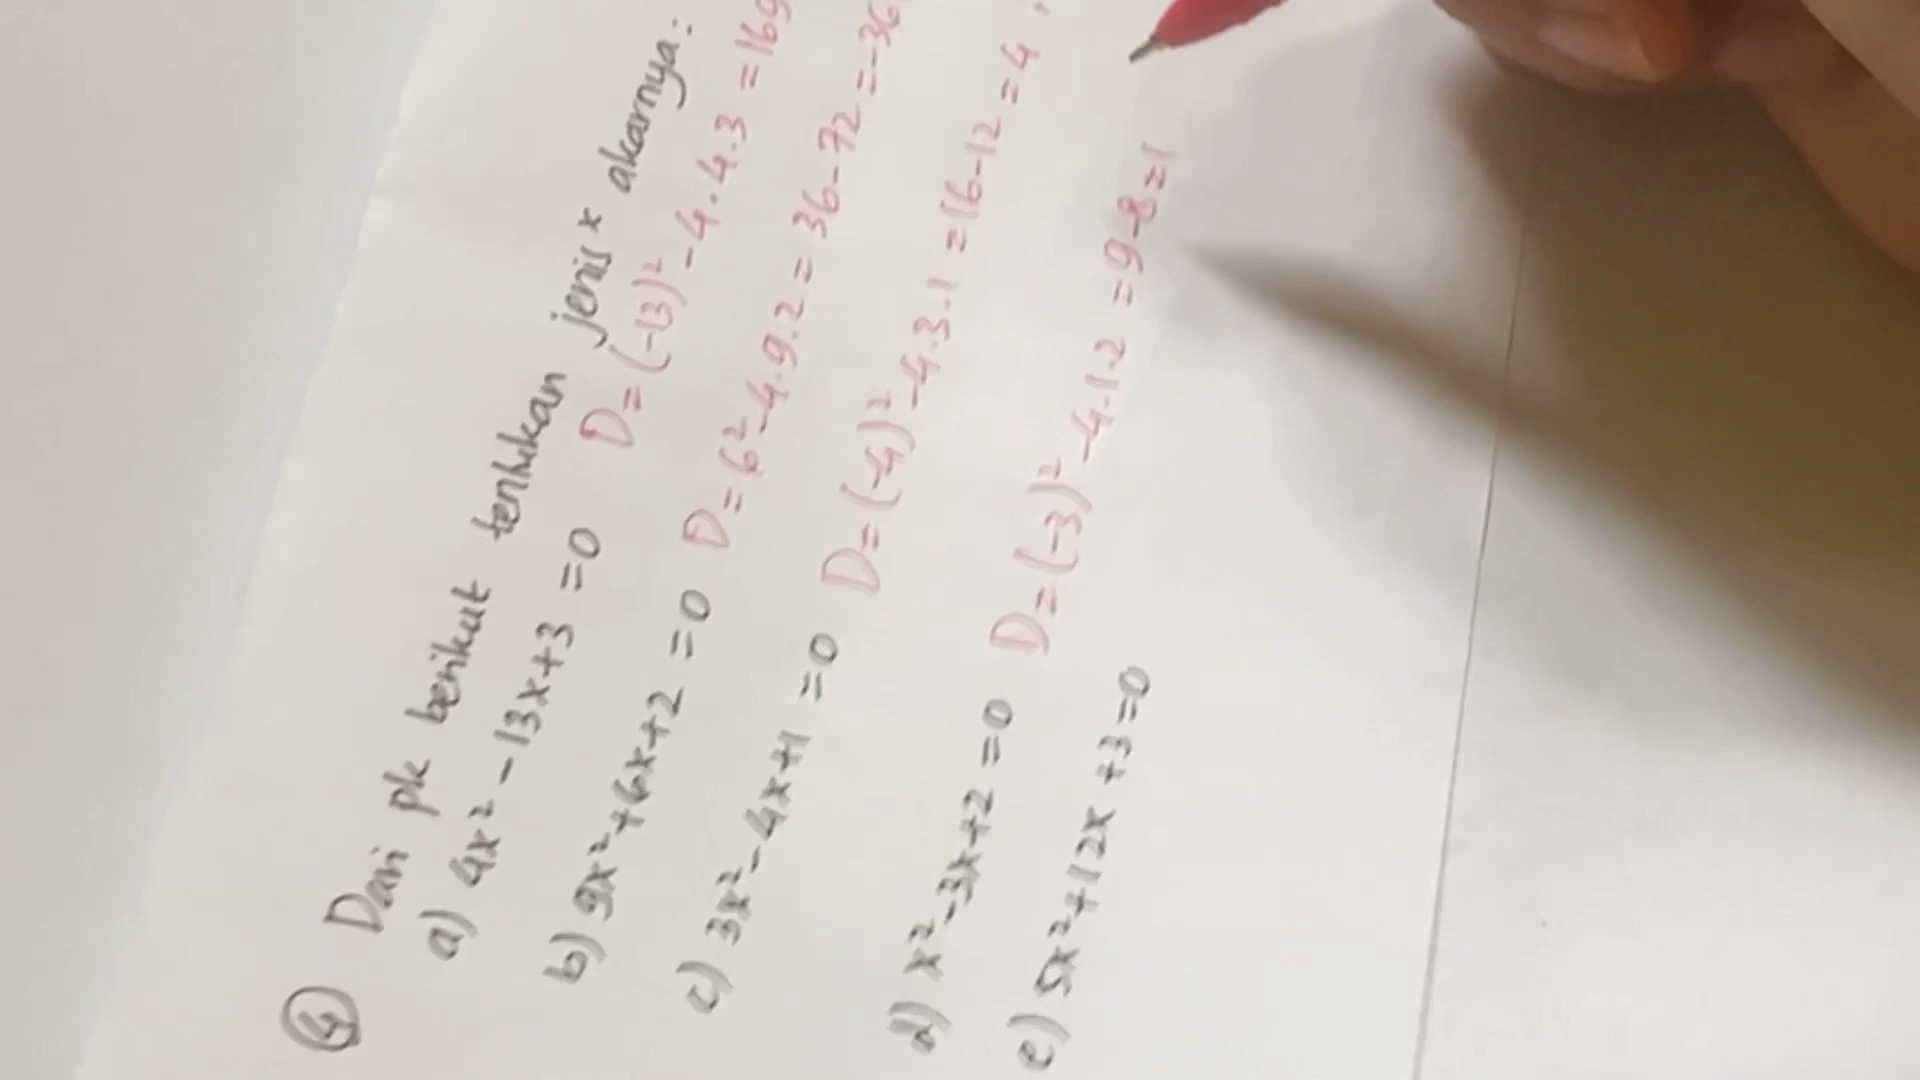 ④ Dari pk berikut tentukan jenis x akarnya:
a) 4x² - 13x + 3 = 0 D = (-13)² - 4.4.3 = 169
b) 9x² + 6x + 2 = 0 D = 6² - 4.9.2 = 36 - 72 = -36
c) 3x² - 4x + 1 = 0 D = (-4)² - 4.3.1 = 16 - 12 = 4,
d) x² - 3x + 2 = 0 D = (-3)² - 4.1.2 = 9 - 8 = 1
e) 5x² + 12x + 3 = 0